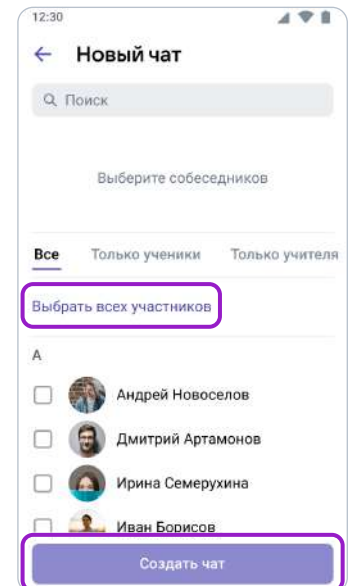 12:30
Новый чат
Поиск
Выберите собеседников
Все Только ученики Только учителя
Выбрать всех участников
А
Андрей Новоселов
Дмитрий Артамонов
Ирина Семерухина
Иван Борисов
Создать чат